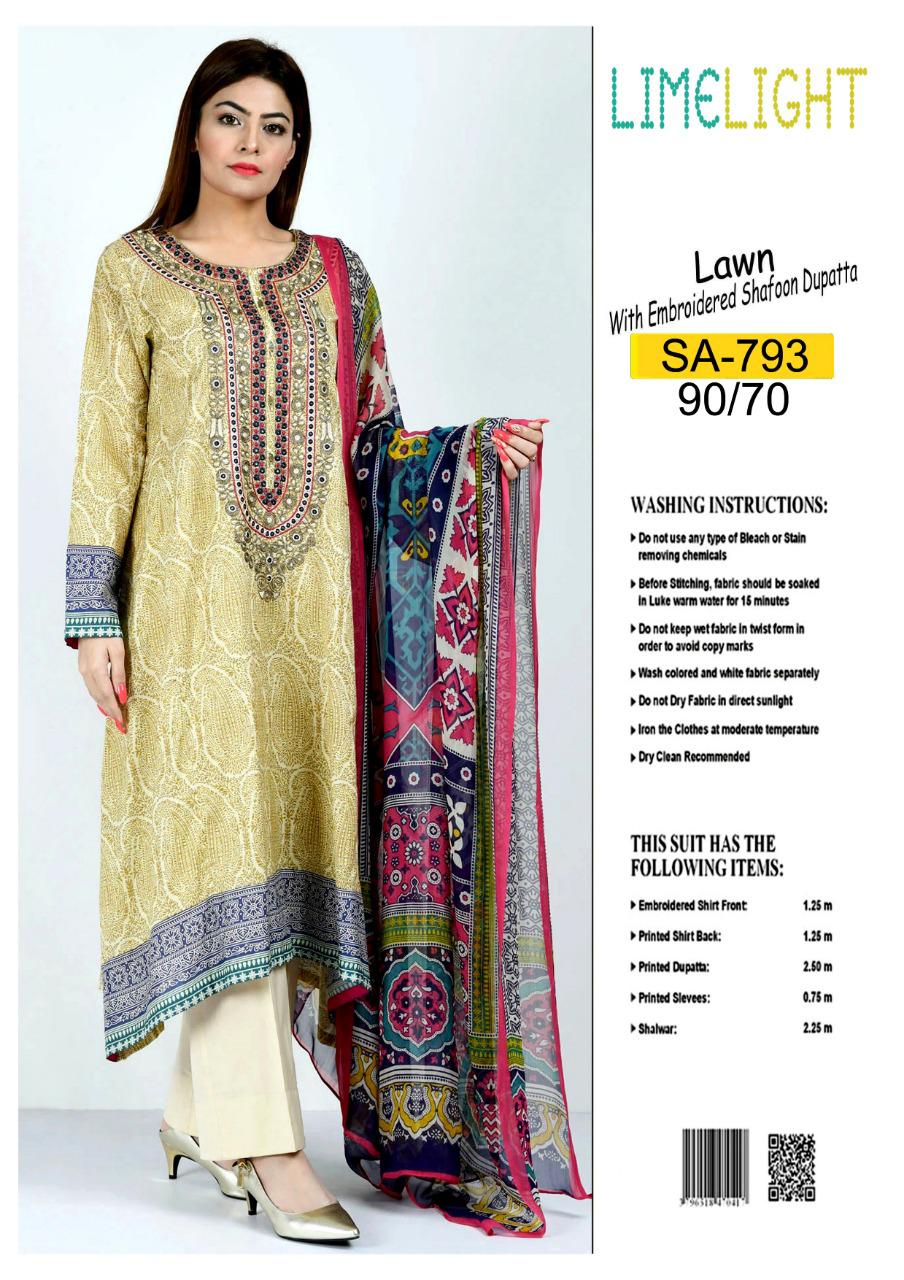 LIMELIGHT
Lawn
With Embroidered Shafoon Dupatta
SA-793
90/70
WASHING INSTRUCTIONS:
Do not use any type of Bleach or Stain
removing chemicals
Before Stitching, fabric should be soaked
in Luke warm water for 15 minutes
Do not keep wet fabric in twist form in
order to avoid copy marks
Wash colored and white fabric separately
Do not Dry Fabric in direct sunlight
Iron the Clothes at moderate temperature
Dry Clean Recommended
THIS SUIT HAS THE
FOLLOWING ITEMS:
Embroidered Shirt Front: 1.25 m
Printed Shirt Back: 1.25 m
Printed Dupatta: 2.50 m
Printed Slevees: 0.75 m
Shalwar: 2.25 m